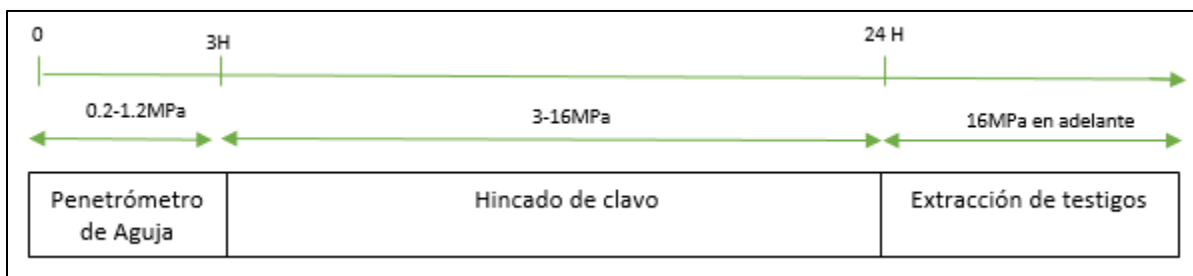 0
3H
24 H
0.2-1.2MPa
3-16MPa
16MPa en adelante
Penetrómetro
de Aguja
Hincado de clavo
Extracción de testigos